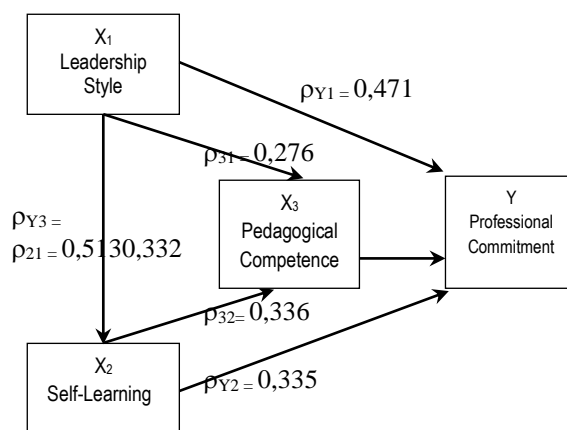 X₁
Leadership
Style
ρY1 = 0,471
ρ31 = 0,276
X₃
Pedagogical
Competence
Y
Professional
Commitment
ρY3 =
ρ21 = 0,5130,332
ρ32= 0,336
X₂
Self-Learning
ρY2 = 0,335